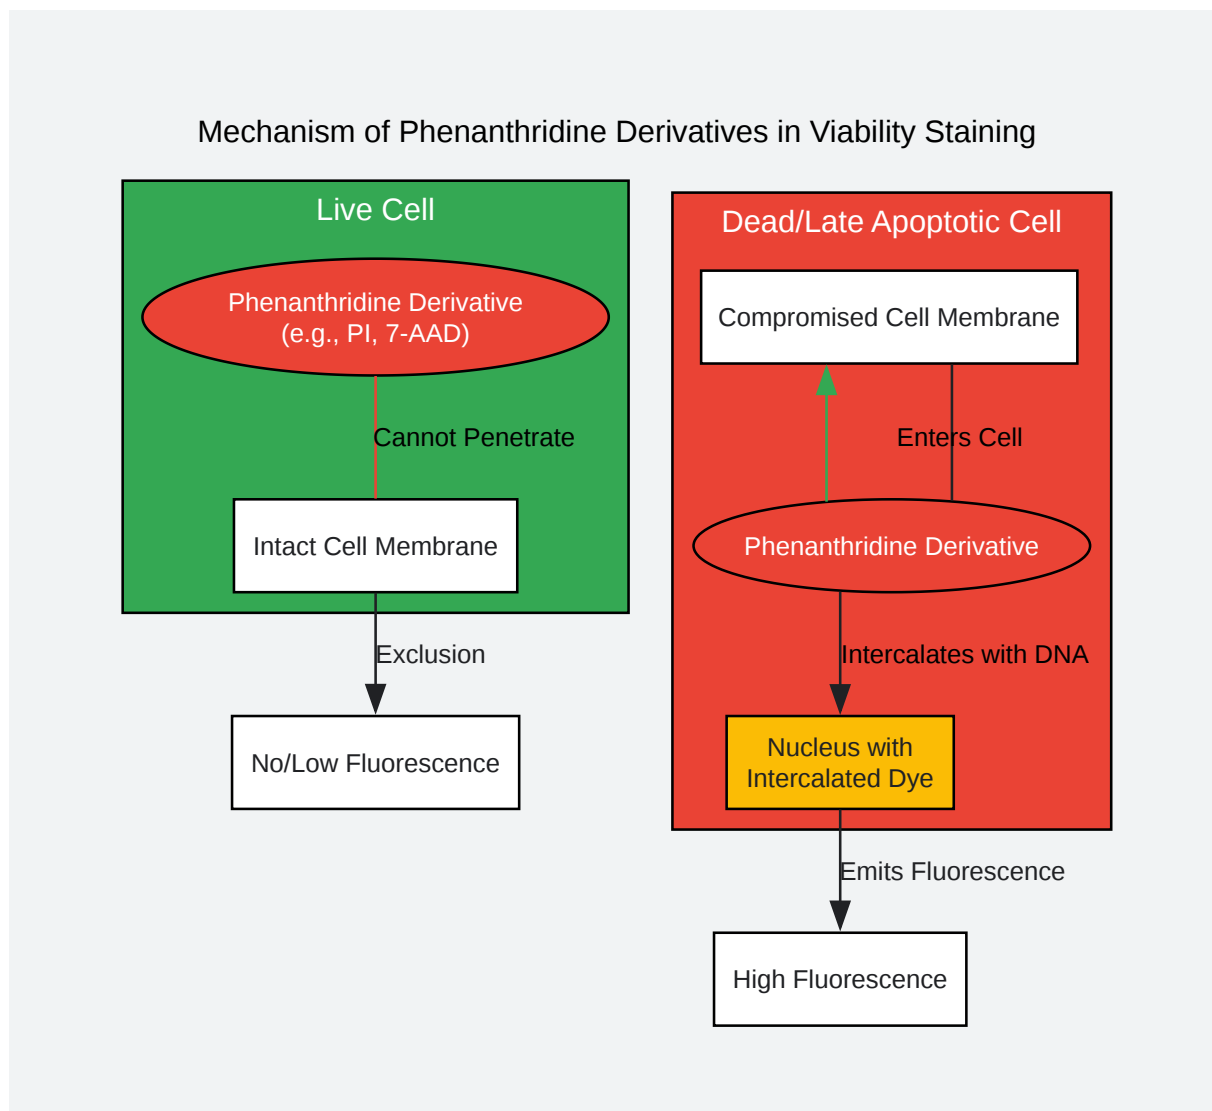 Mechanism of Phenanthridine Derivatives in Viability Staining
Live Cell
Phenanthridine Derivative
(e.g., PI, 7-AAD)
Cannot Penetrate
Intact Cell Membrane
Exclusion
No/Low Fluorescence
Dead/Late Apoptotic Cell
Compromised Cell Membrane
Enters Cell
Phenanthridine Derivative
Intercalates with DNA
Nucleus with
Intercalated Dye
Emits Fluorescence
High Fluorescence